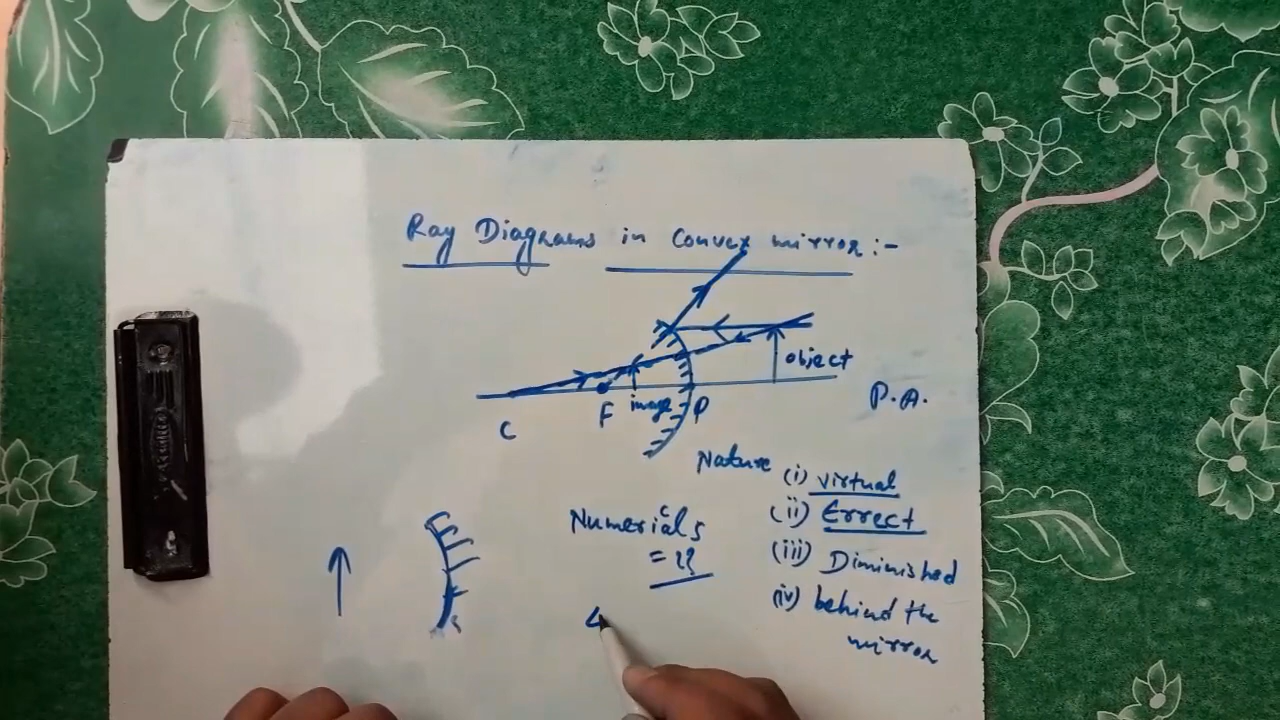 Ray Diagrams in Convex mirror:-
object
C
F
image
P
P.A.
Nature
(i) virtual
(ii) Errect
(iii) Diminished
(iv) behind the
mirror
Numericals
= ??